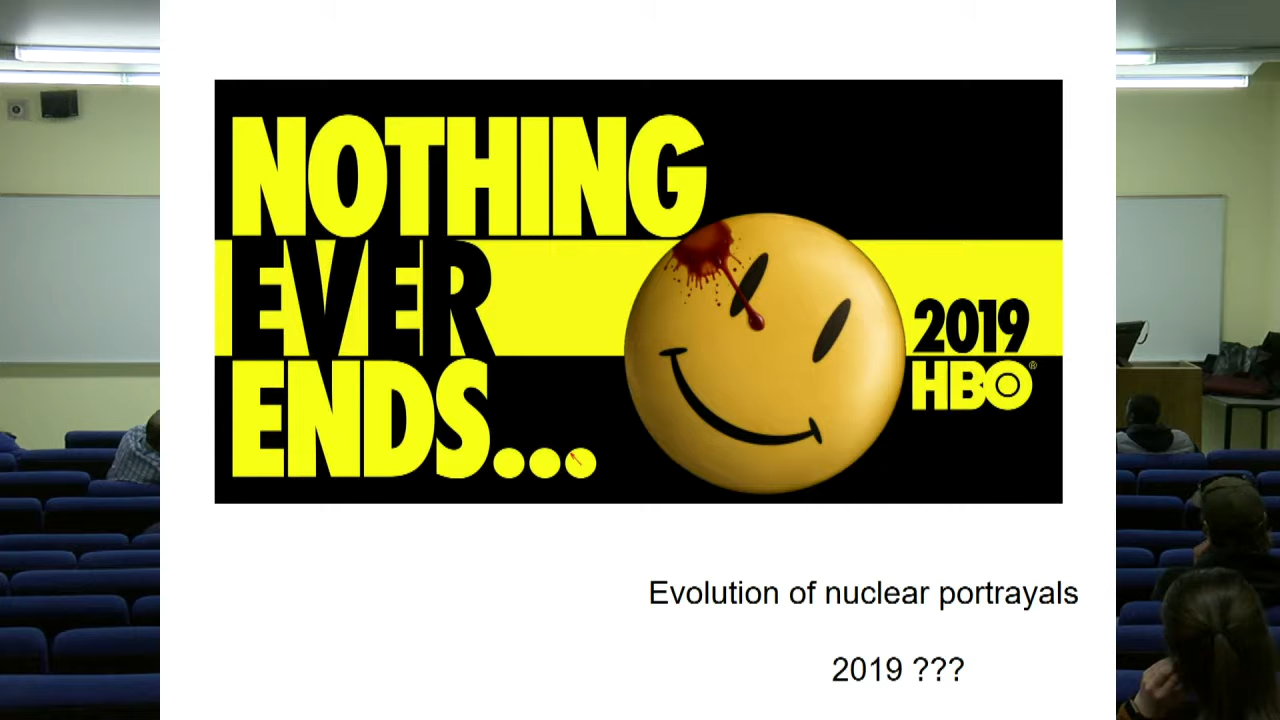 NOTHING
EVER
ENDS...
2019
HBO®
Evolution of nuclear portrayals
2019 ???